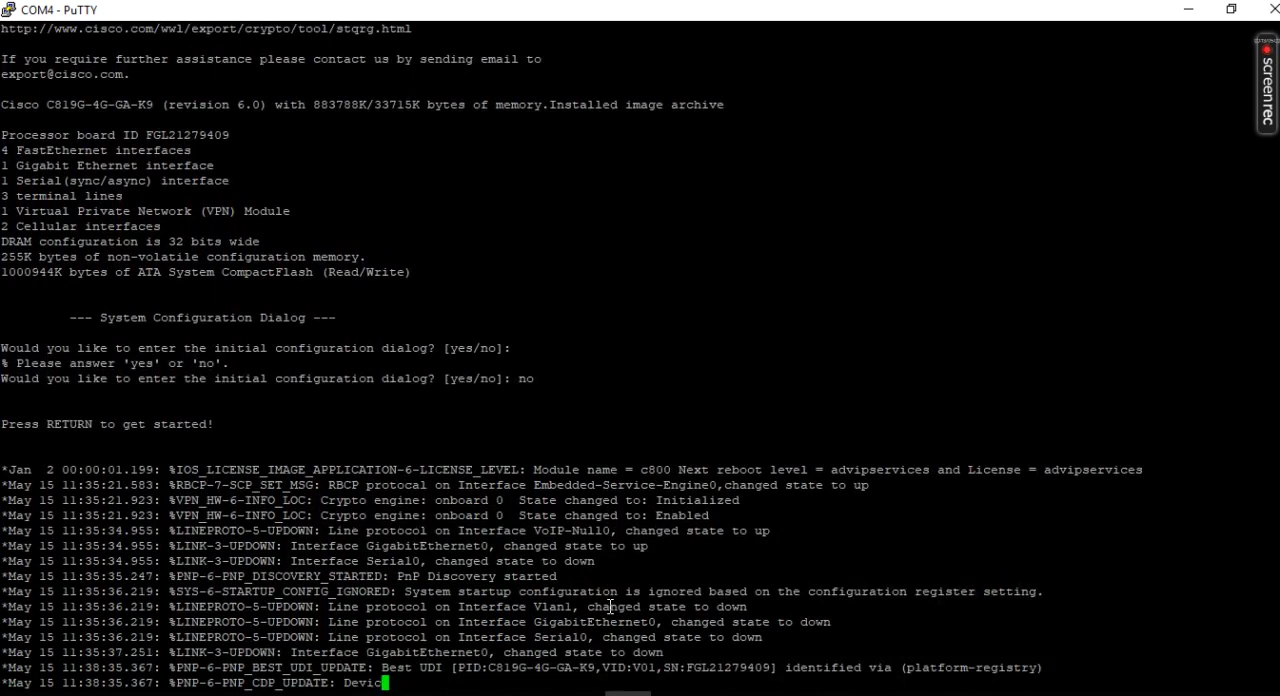 COM4 - PuTTY
http://www.cisco.com/wwl/export/crypto/tool/stqrg.html
If you require further assistance please contact us by sending email to
export@cisco.com.
Cisco C819G-4G-GA-K9 (revision 6.0) with 883788K/33715K bytes of memory.Installed image archive
Processor board ID FGL21279409
4 FastEthernet interfaces
1 Gigabit Ethernet interface
1 Serial(sync/async) interface
3 terminal lines
1 Virtual Private Network (VPN) Module
2 Cellular interfaces
DRAM configuration is 32 bits wide
255K bytes of non-volatile configuration memory.
1000944K bytes of ATA System CompactFlash (Read/Write)
--- System Configuration Dialog ---
Would you like to enter the initial configuration dialog? [yes/no]:
% Please answer 'yes' or 'no'.
Would you like to enter the initial configuration dialog? [yes/no]: no
Press RETURN to get started!
*Jan  2 00:00:01.199: %IOS_LICENSE_IMAGE_APPLICATION-6-LICENSE_LEVEL: Module name = c800 Next reboot level = advipservices and License = advipservices
*May 15 11:35:21.583: %RBCP-7-SCP_SET_MSG: RBCP protocal on Interface Embedded-Service-Engine0,changed state to up
*May 15 11:35:21.923: %VPN_HW-6-INFO_LOC: Crypto engine: onboard 0  State changed to: Initialized
*May 15 11:35:21.923: %VPN_HW-6-INFO_LOC: Crypto engine: onboard 0  State changed to: Enabled
*May 15 11:35:34.955: %LINEPROTO-5-UPDOWN: Line protocol on Interface VoIP-Null0, changed state to up
*May 15 11:35:34.955: %LINK-3-UPDOWN: Interface GigabitEthernet0, changed state to up
*May 15 11:35:34.955: %LINK-3-UPDOWN: Interface Serial0, changed state to down
*May 15 11:35:35.247: %PNP-6-PNP_DISCOVERY_STARTED: PnP Discovery started
*May 15 11:35:36.219: %SYS-6-STARTUP_CONFIG_IGNORED: System startup configuration is ignored based on the configuration register setting.
*May 15 11:35:36.219: %LINEPROTO-5-UPDOWN: Line protocol on Interface Vlan1, changed state to down
*May 15 11:35:36.219: %LINEPROTO-5-UPDOWN: Line protocol on Interface GigabitEthernet0, changed state to down
*May 15 11:35:36.219: %LINEPROTO-5-UPDOWN: Line protocol on Interface Serial0, changed state to down
*May 15 11:35:37.251: %LINK-3-UPDOWN: Interface GigabitEthernet0, changed state to down
*May 15 11:38:35.367: %PNP-6-PNP_BEST_UDI_UPDATE: Best UDI [PID:C819G-4G-GA-K9,VID:V01,SN:FGL21279409] identified via (platform-registry)
*May 15 11:38:35.367: %PNP-6-PNP_CDP_UPDATE: Devic
screenrec